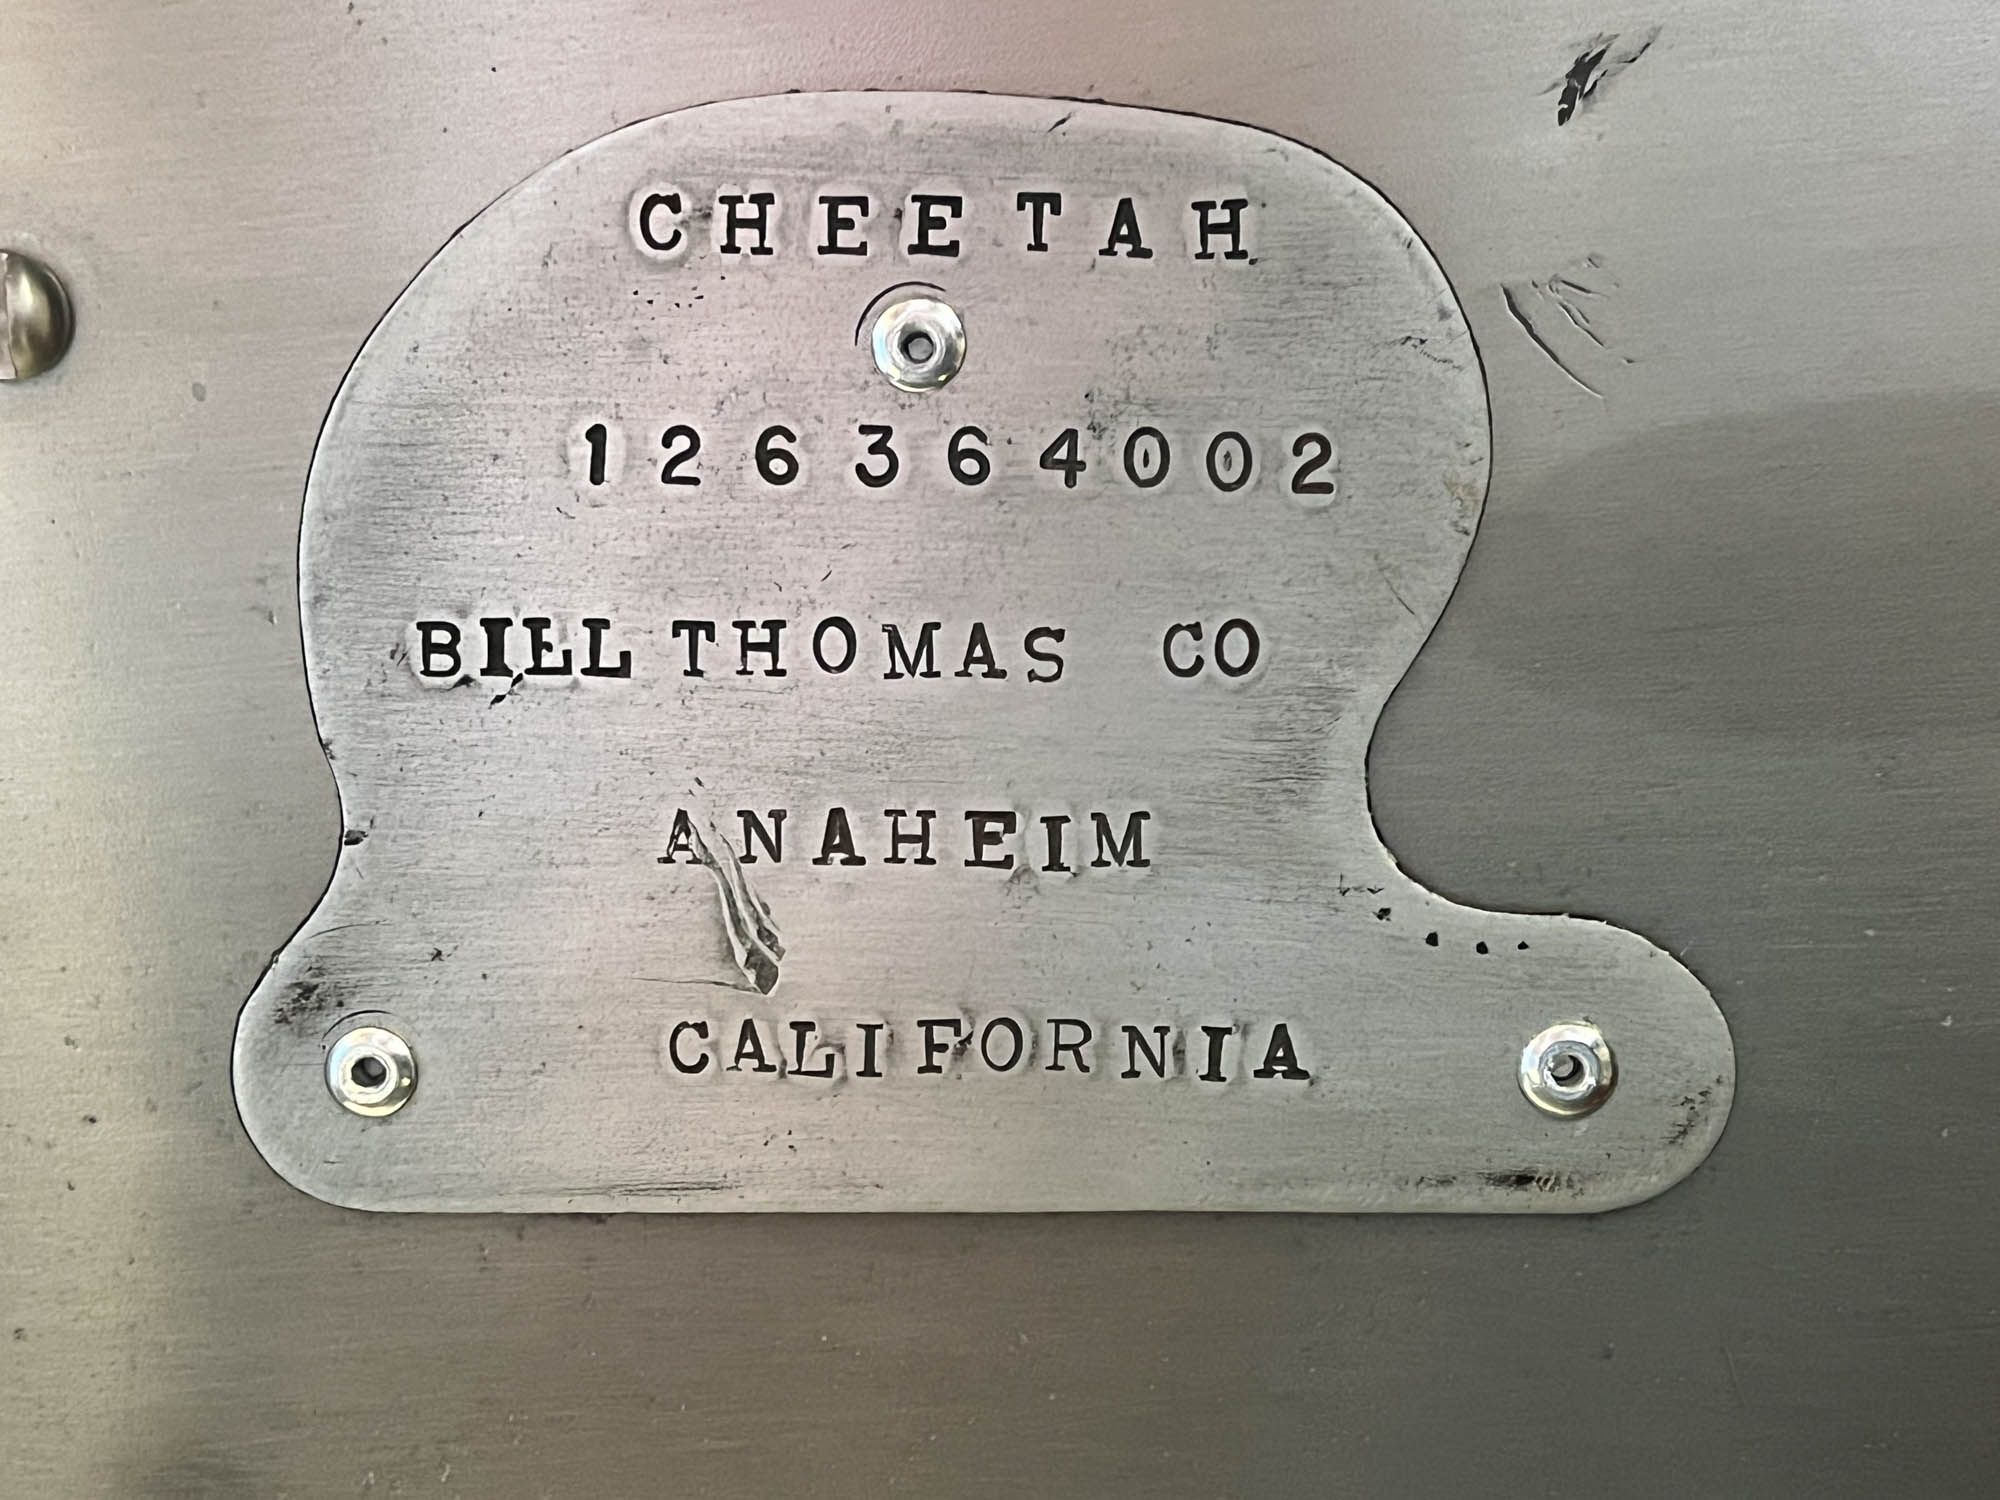 CHEETAH
126364002
BILL THOMAS CO
ANAHEIM
CALIFORNIA